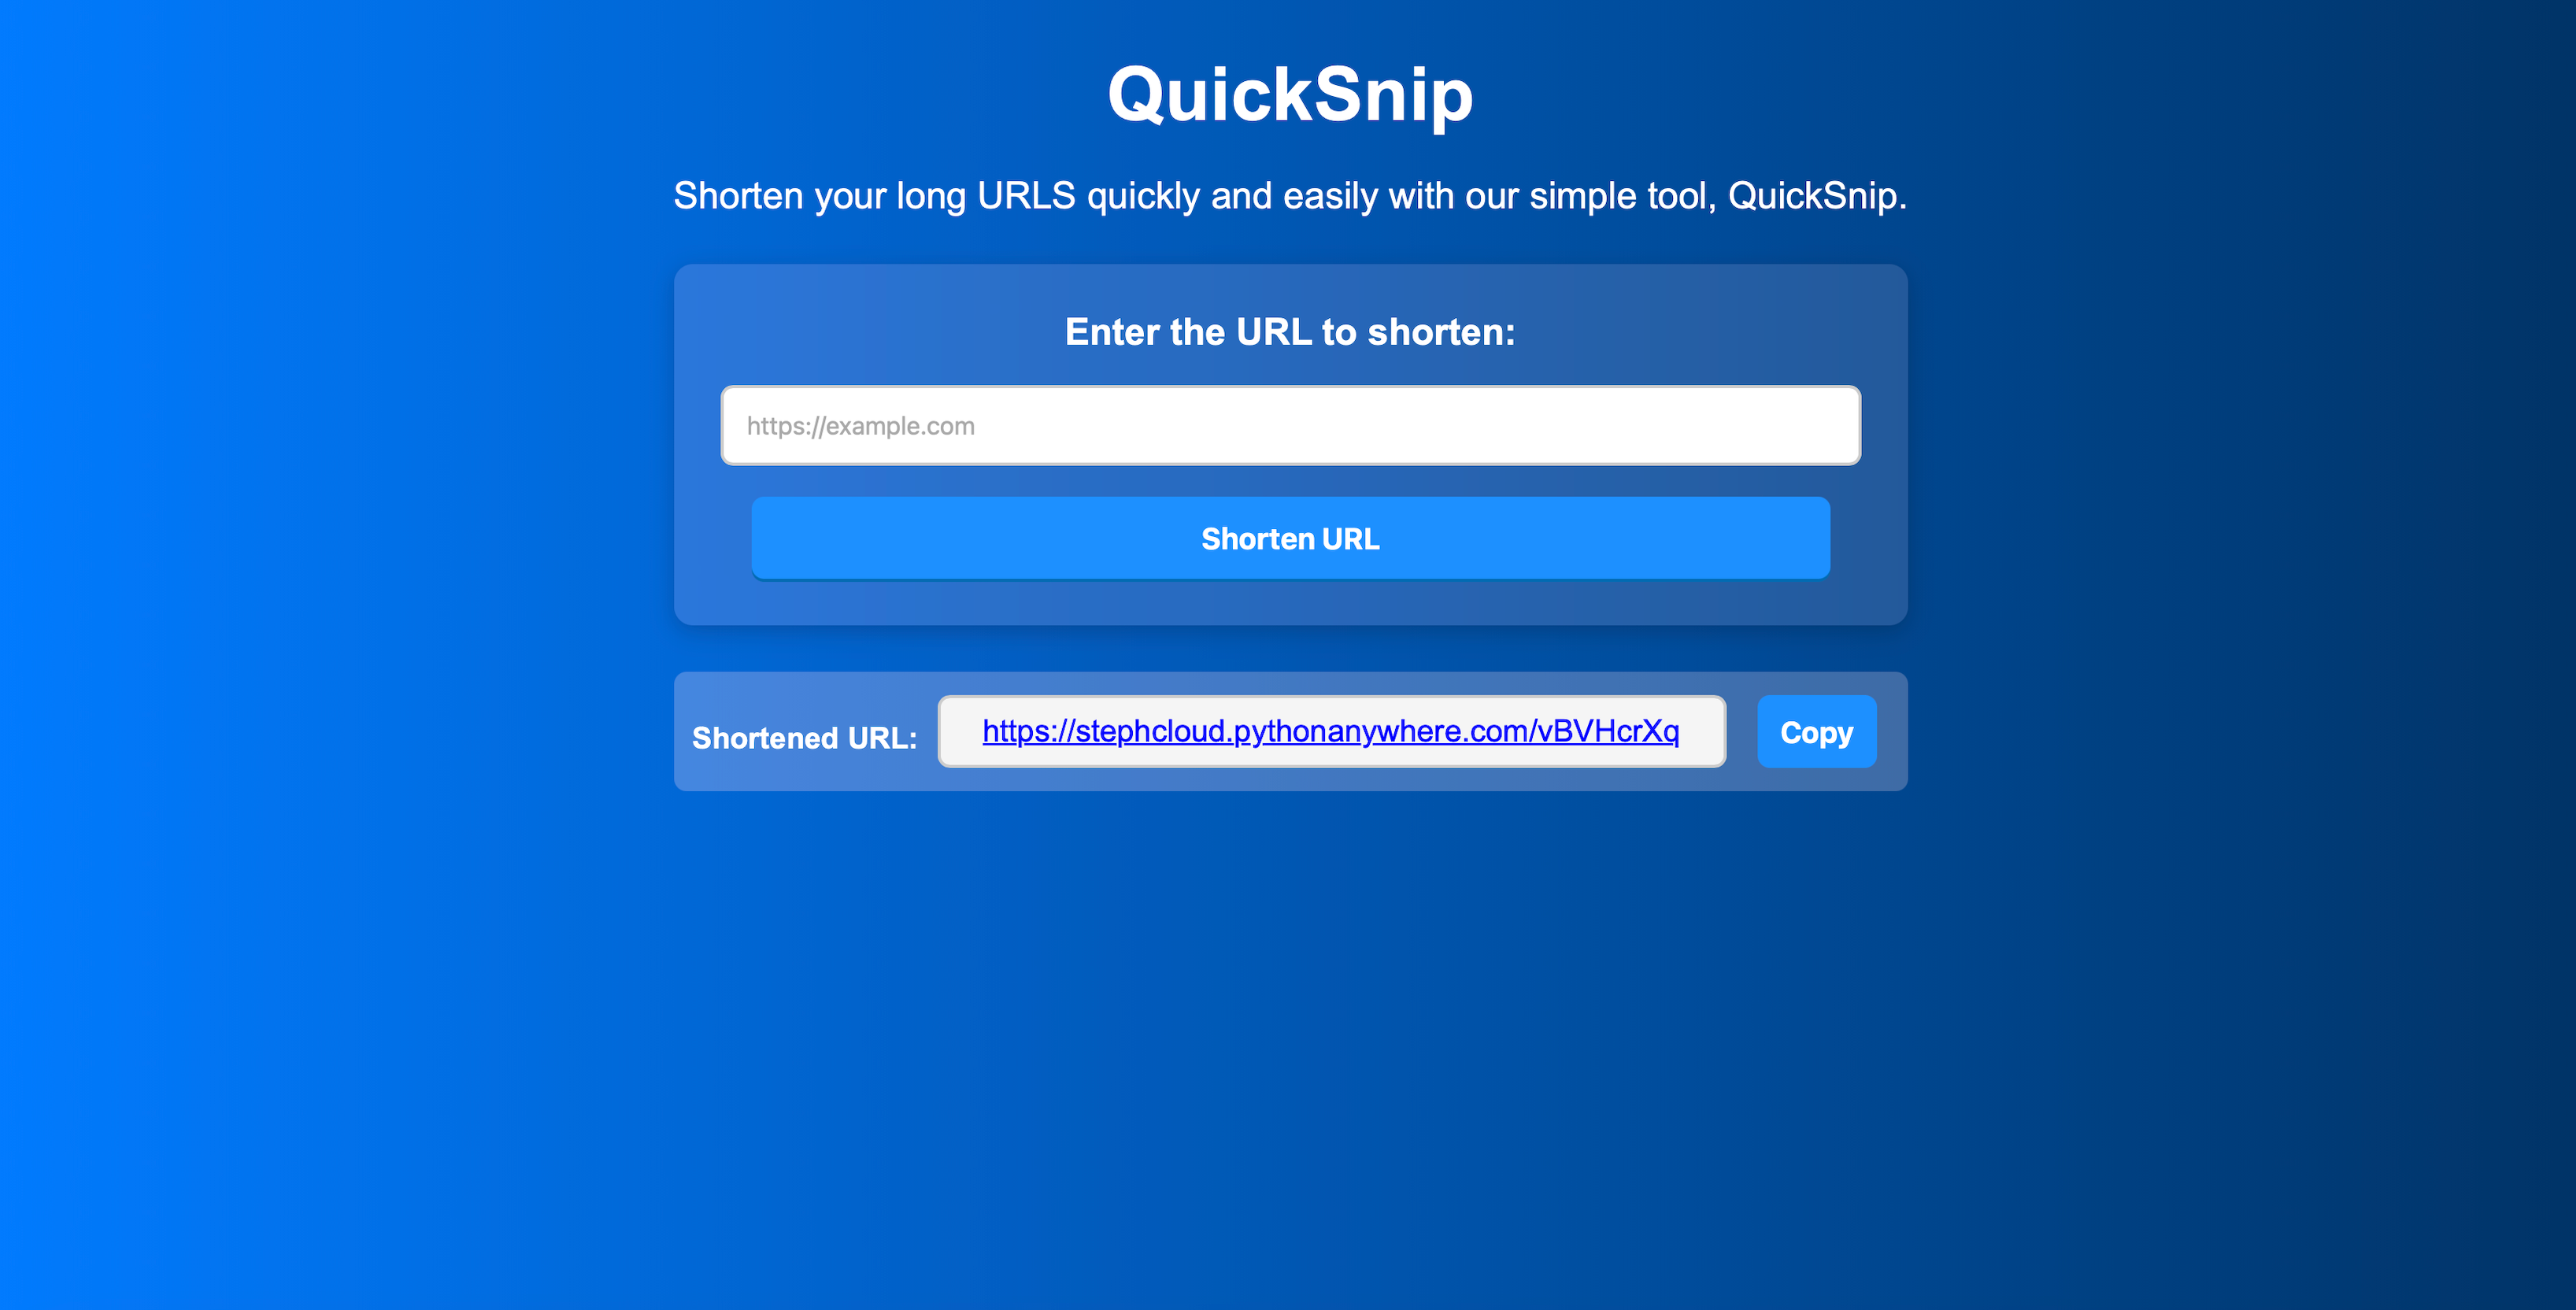 QuickSnip
Shorten your long URLS quickly and easily with our simple tool, QuickSnip.
Enter the URL to shorten:
https://example.com
Shorten URL
Shortened URL: https://stephcloud.pythonanywhere.com/vBVHcrXq Copy